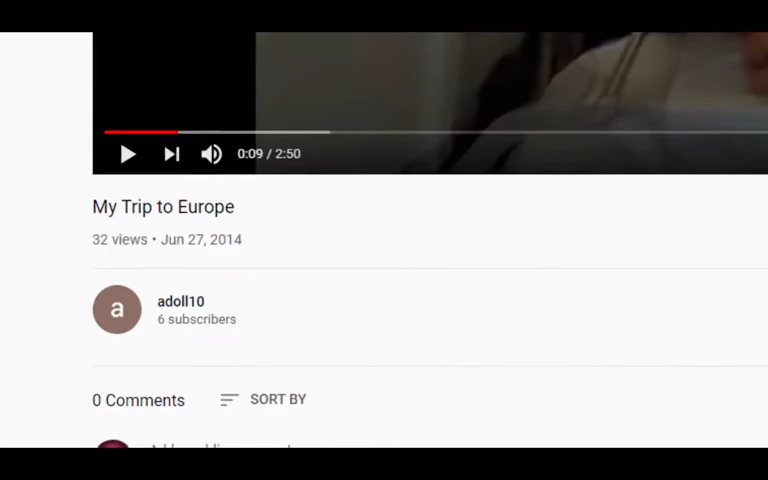 0:09 / 2:50
My Trip to Europe
32 views • Jun 27, 2014
a
adoll10
6 subscribers
0 Comments SORT BY